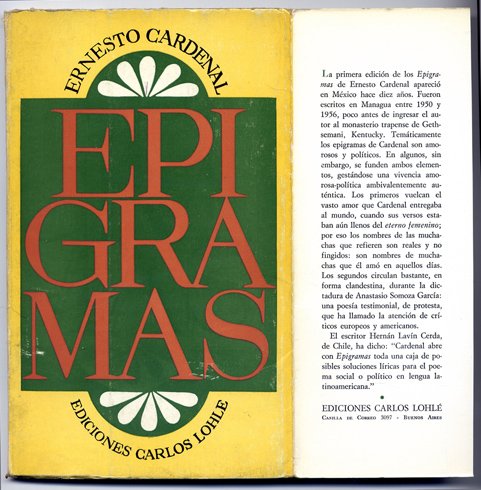 ERNESTO CARDENAL
EPI
GRA
MAS
EDICIONES CARLOS LOHLE
La primera edición de los Epigra-
mas de Ernesto Cardenal apareció
en México hace diez años. Fueron
escritos en Managua entre 1950 y
1956, poco antes de ingresar el au-
tor al monasterio trapense de Geth-
semani, Kentucky. Temáticamente
los epigramas de Cardenal son amo-
rosos y políticos. En algunos, sin
embargo, se funden ambos elemen-
tos, gestándose una vivencia amo-
rosa-política ambivalentemente au-
téntica. Los primeros vuelcan el
vasto amor que Cardenal entregaba
al mundo, cuando sus versos esta-
ban aún llenos del eterno femenino;
por eso los nombres de las mucha-
chas que refieren son reales y no
fingidos: son nombres de mucha-
chas que él amó en aquellos días.
Los segundos circulan bastante, en
forma clandestina, durante la dic-
tadura de Anastasio Somoza García:
una poesía testimonial, de protesta,
que ha llamado la atención de crí-
ticos europeos y americanos.
El escritor Hernán Lavín Cerda,
de Chile, ha dicho: "Cardenal abre
con Epigramas toda una caja de po-
sibles soluciones líricas para el poe-
ma social o político en lengua la-
tinoamericana."
EDICIONES CARLOS LOHLÉ
Casilla de Correo 3097 - Buenos Aires